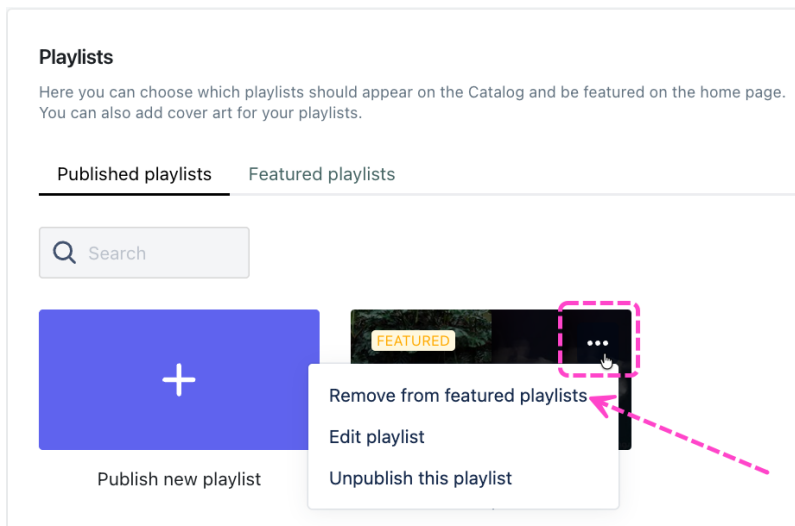 Playlists
Here you can choose which playlists should appear on the Catalog and be featured on the home page.
You can also add cover art for your playlists.
Published playlists
Featured playlists
Search
FEATURED
Remove from featured playlists
Edit playlist
Unpublish this playlist
Publish new playlist